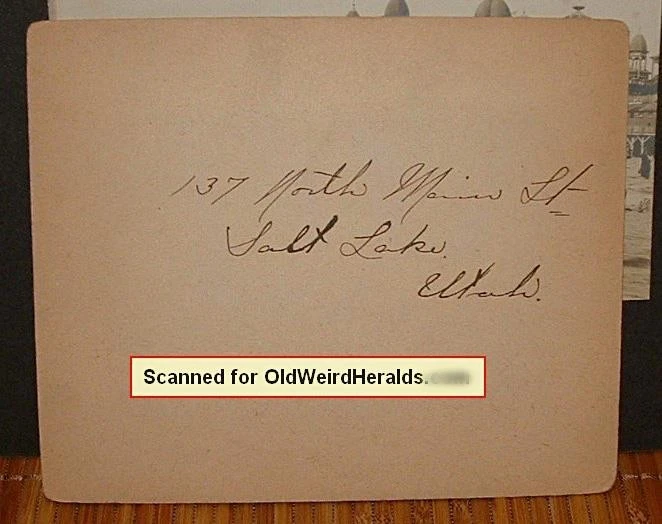 137 North Main St
Salt Lake.
Utah.
Scanned for OldWeirdHeralds.